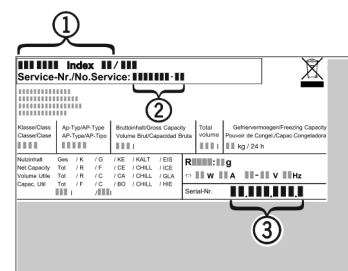 1
Index /
Service-Nr./No.Service: -
2
Klasse/Class
Classe/Clase
Ap-Typ/AP-Type
AP-Type/AP-Tipo
Bruttoinhalt/Gross Capacity
Volume Brut/Capacidad Bruta
l
Total
volume
l
Gefriervermoegen/Freezing Capacity
Pouvoir de Congel./Capac.Congeladora
kg / 24 h
Nutzinhalt Ges / K / G / KE / KALT / EIS
Net.Capacity Tot / R / F / CE / CHILL / ICE
Volume Utile Tot / R / C / CA / CHILL / GLA
Capac. Util Tot / F / C / BO / CHILL / HIE
l / l
R : g
W A - V Hz
Serial-Nr. . . .
3